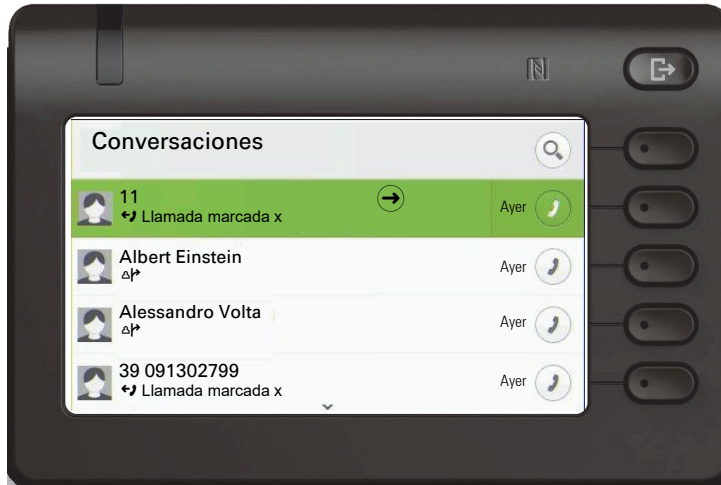 Conversaciones
11
Llamada marcada x
Ayer
Albert Einstein
Ayer
Alessandro Volta
Ayer
39 091302799
Llamada marcada x
Ayer